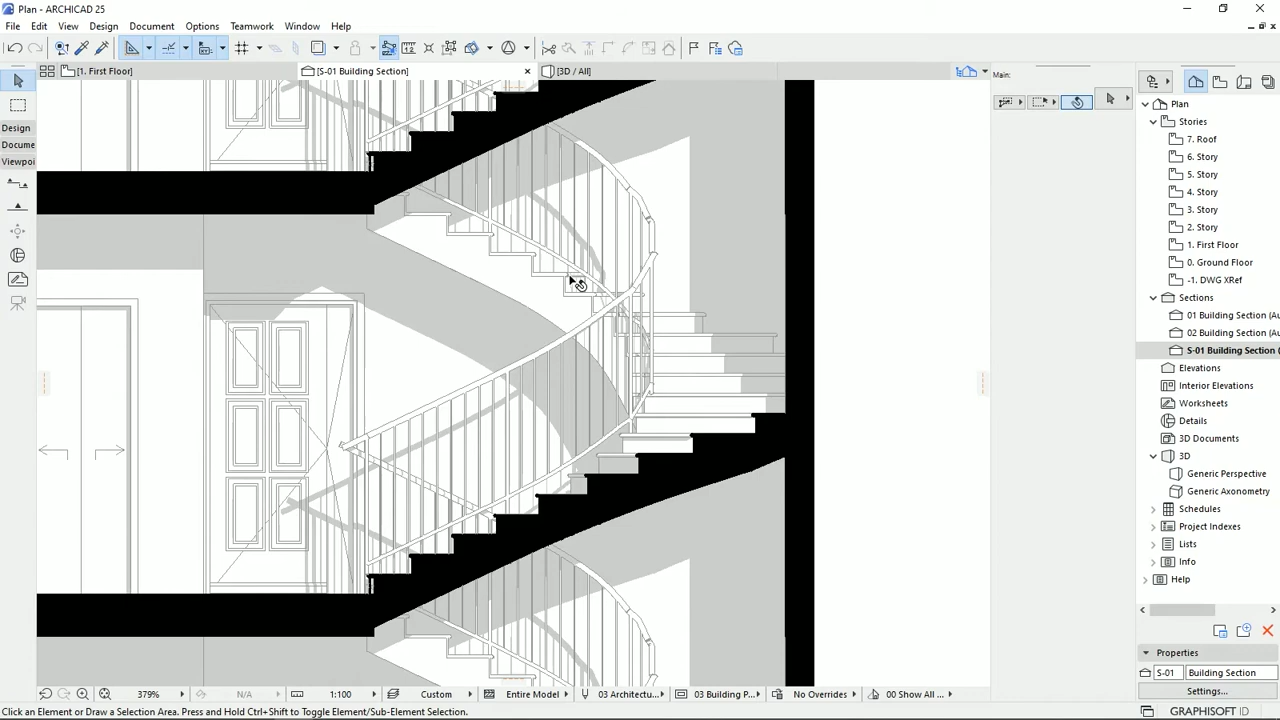 Plan - ARCHICAD 25
File Edit View Design Document Options Teamwork Window Help
[1. First Floor]
[S-01 Building Section]
[3D / All]
Main:
Design
Docume
Viewpoi
Plan
Stories
7. Roof
6. Story
5. Story
4. Story
3. Story
2. Story
1. First Floor
0. Ground Floor
-1. DWG XRef
Sections
01 Building Section (Au
02 Building Section (Au
S-01 Building Section (
Elevations
Interior Elevations
Worksheets
Details
3D Documents
3D
Generic Perspective
Generic Axonometry
Schedules
Project Indexes
Lists
Info
Help
Properties
S-01 Building Section
Settings...
379% N/A 1:100 Custom Entire Model 03 Architectu... 03 Building P... No Overrides 00 Show All ...
Click an Element or Draw a Selection Area. Press and Hold Ctrl+Shift to Toggle Element/Sub-Element Selection.
GRAPHISOFT ID